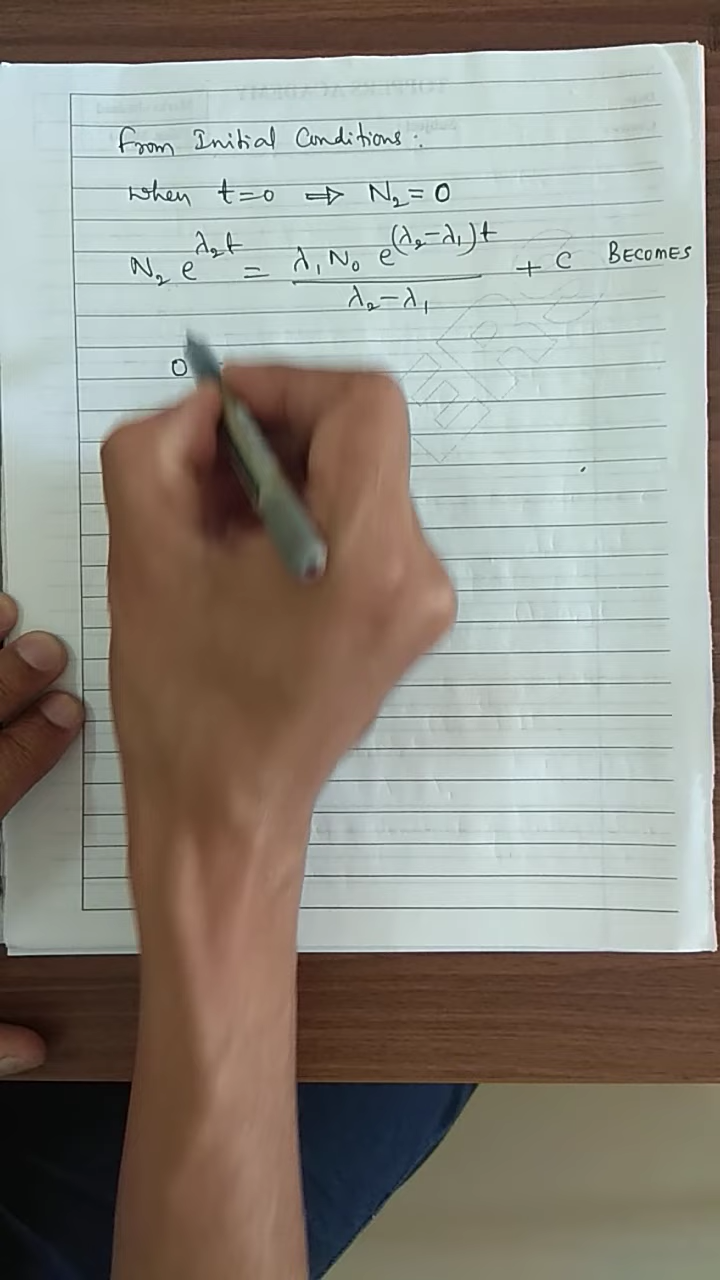 From Initial Conditions:
When t=0 ⇒ N₂=0
N₂ e^{λ₂t} = λ₁N₀ e^{(λ₂-λ₁)t} / λ₂-λ₁ + C BECOMES
0